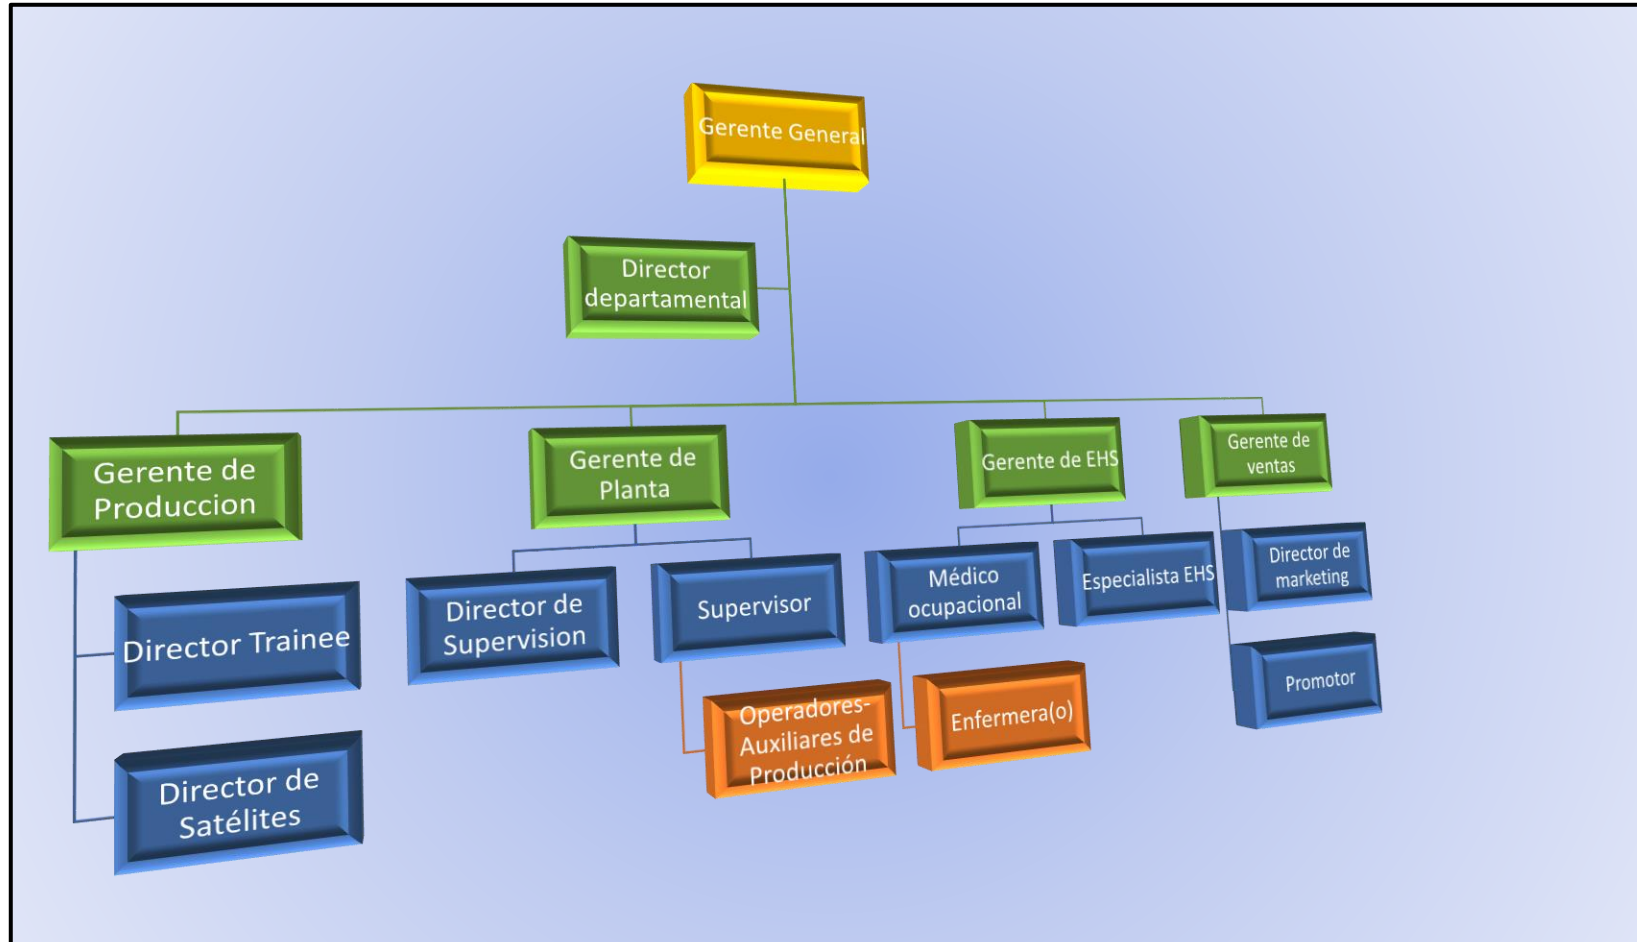 Gerente General
Director
departamental
Gerente de
Produccion
Gerente de
Planta
Gerente de EHS
Gerente de
ventas
Director Trainee
Director de
Satélites
Director de
Supervision
Supervisor
Operadores-
Auxiliares de
Producción
Médico
ocupacional
Enfermera(o)
Especialista EHS
Director de
marketing
Promotor